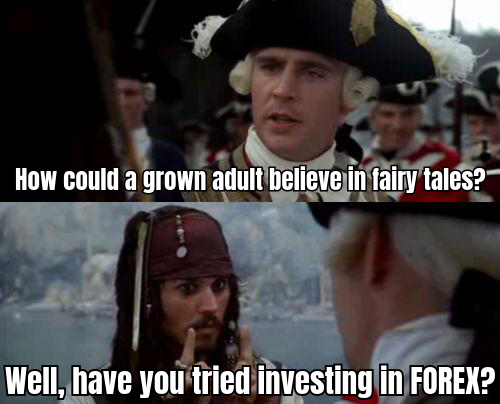 How could a grown adult believe in fairy tales?
Well, have you tried investing in FOREX?